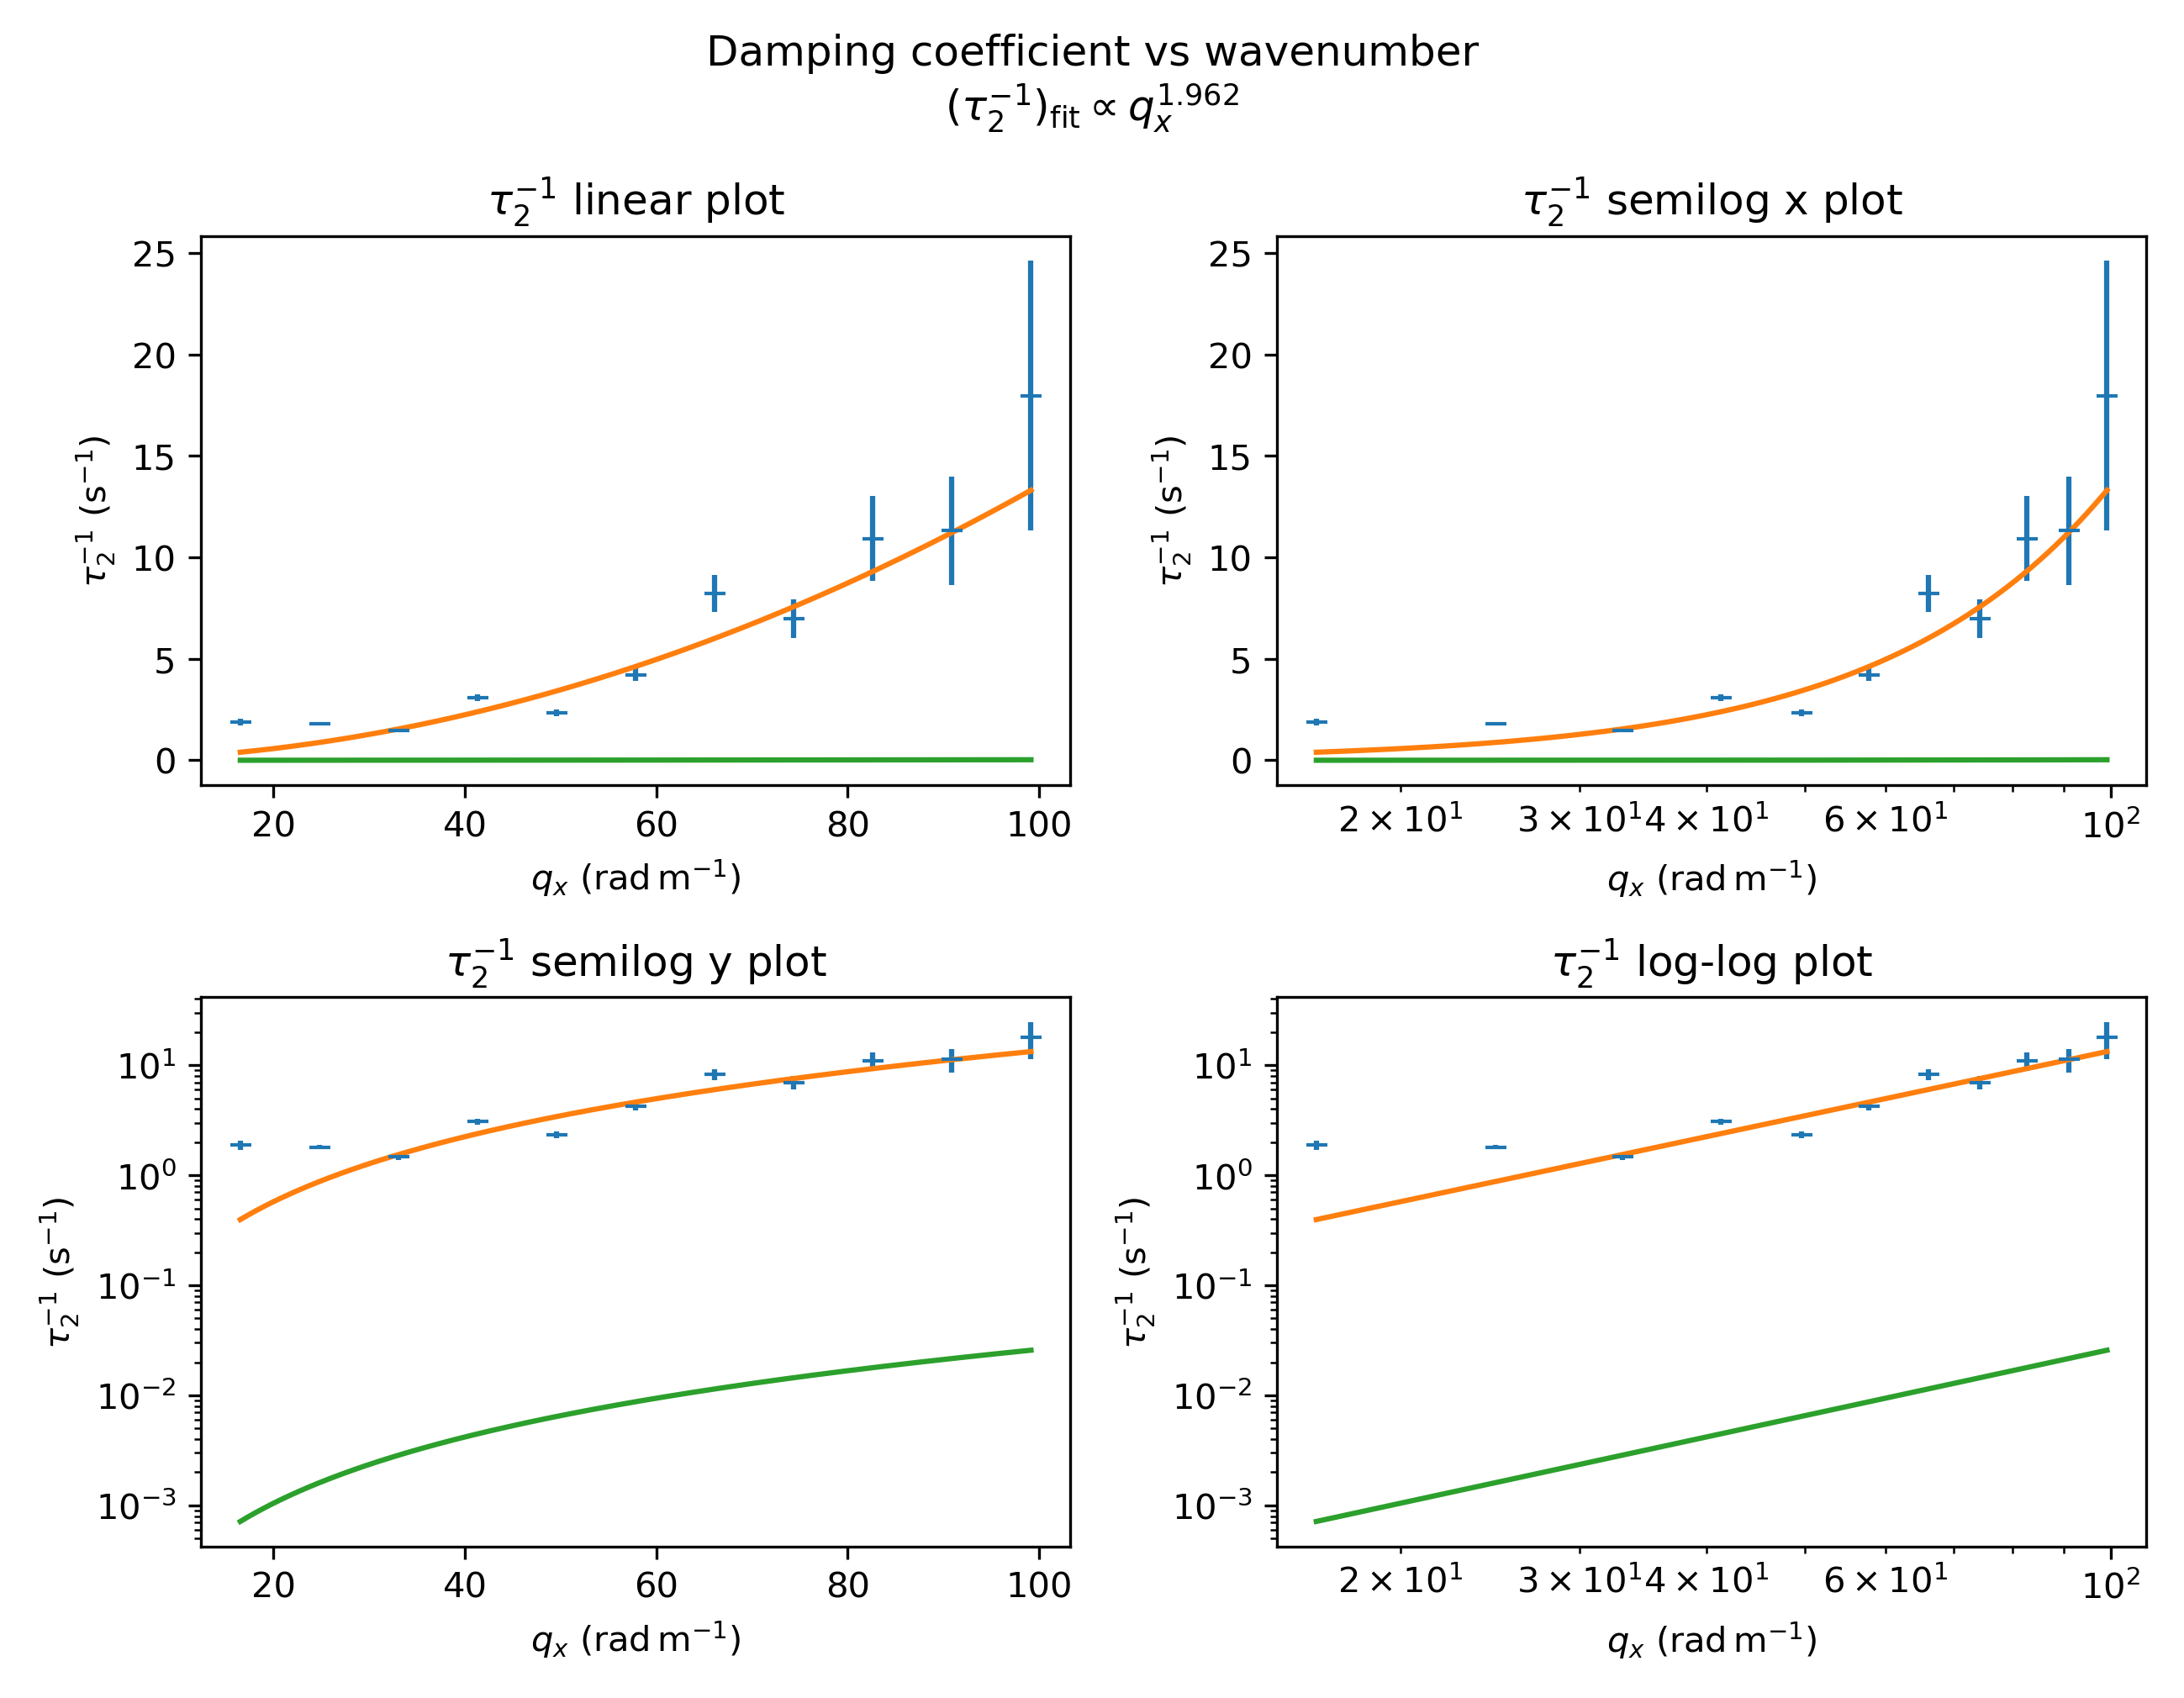 Damping coefficient vs wavenumber
(τ₂⁻¹)fit ∝ qₓ^1.962
τ₂⁻¹ linear plot
25
20
15
10
5
0
τ₂⁻¹ (s⁻¹)
20 40 60 80 100
qₓ (rad m⁻¹)
τ₂⁻¹ semilog x plot
25
20
15
10
5
0
τ₂⁻¹ (s⁻¹)
2 × 10¹ 3 × 10¹ 4 × 10¹ 6 × 10¹ 10²
qₓ (rad m⁻¹)
τ₂⁻¹ semilog y plot
10¹
10⁰
10⁻¹
10⁻²
10⁻³
τ₂⁻¹ (s⁻¹)
20 40 60 80 100
qₓ (rad m⁻¹)
τ₂⁻¹ log-log plot
10¹
10⁰
10⁻¹
10⁻²
10⁻³
τ₂⁻¹ (s⁻¹)
2 × 10¹ 3 × 10¹ 4 × 10¹ 6 × 10¹ 10²
qₓ (rad m⁻¹)